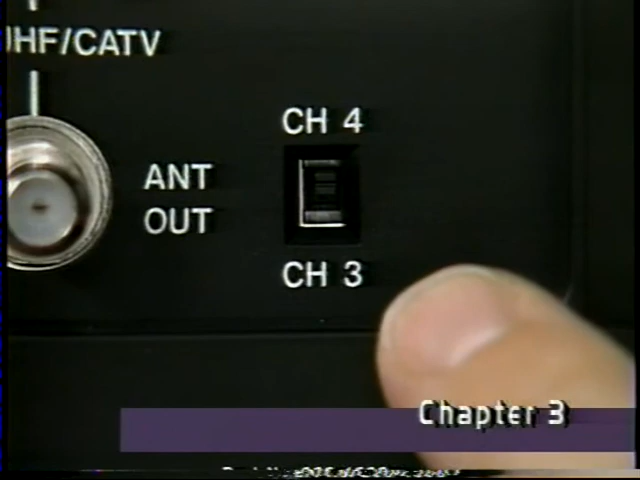 UHF/CATV
CH 4
ANT
OUT
CH 3
Chapter 3